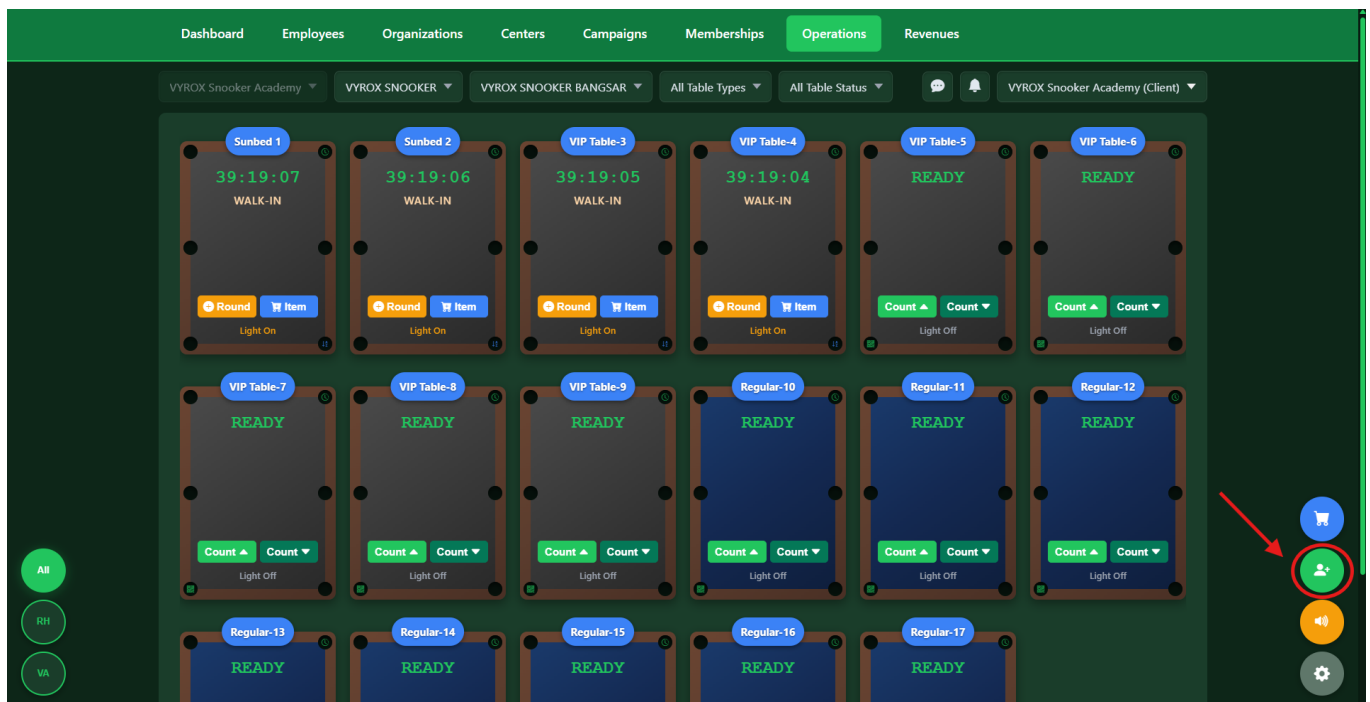 Dashboard Employees Organizations Centers Campaigns Memberships Operations Revenues
VYROX Snooker Academy VYROX SNOOKER VYROX SNOOKER BANGSAR All Table Types All Table Status VYROX Snooker Academy (Client)
Sunbed 1 Sunbed 2 VIP Table-3 VIP Table-4 VIP Table-5 VIP Table-6
39:19:07 39:19:06 39:19:05 39:19:04 READY READY
WALK-IN WALK-IN WALK-IN WALK-IN
Round Item Round Item Round Item Round Item Count Count Count Count
Light On Light On Light On Light On Light Off Light Off
VIP Table-7 VIP Table-8 VIP Table-9 Regular-10 Regular-11 Regular-12
READY READY READY READY READY READY
Count Count Count Count Count Count Count Count Count Count Count Count
All Light Off Light Off Light Off Light Off Light Off Light Off
RH
Regular-13 Regular-14 Regular-15 Regular-16 Regular-17
VA READY READY READY READY READY